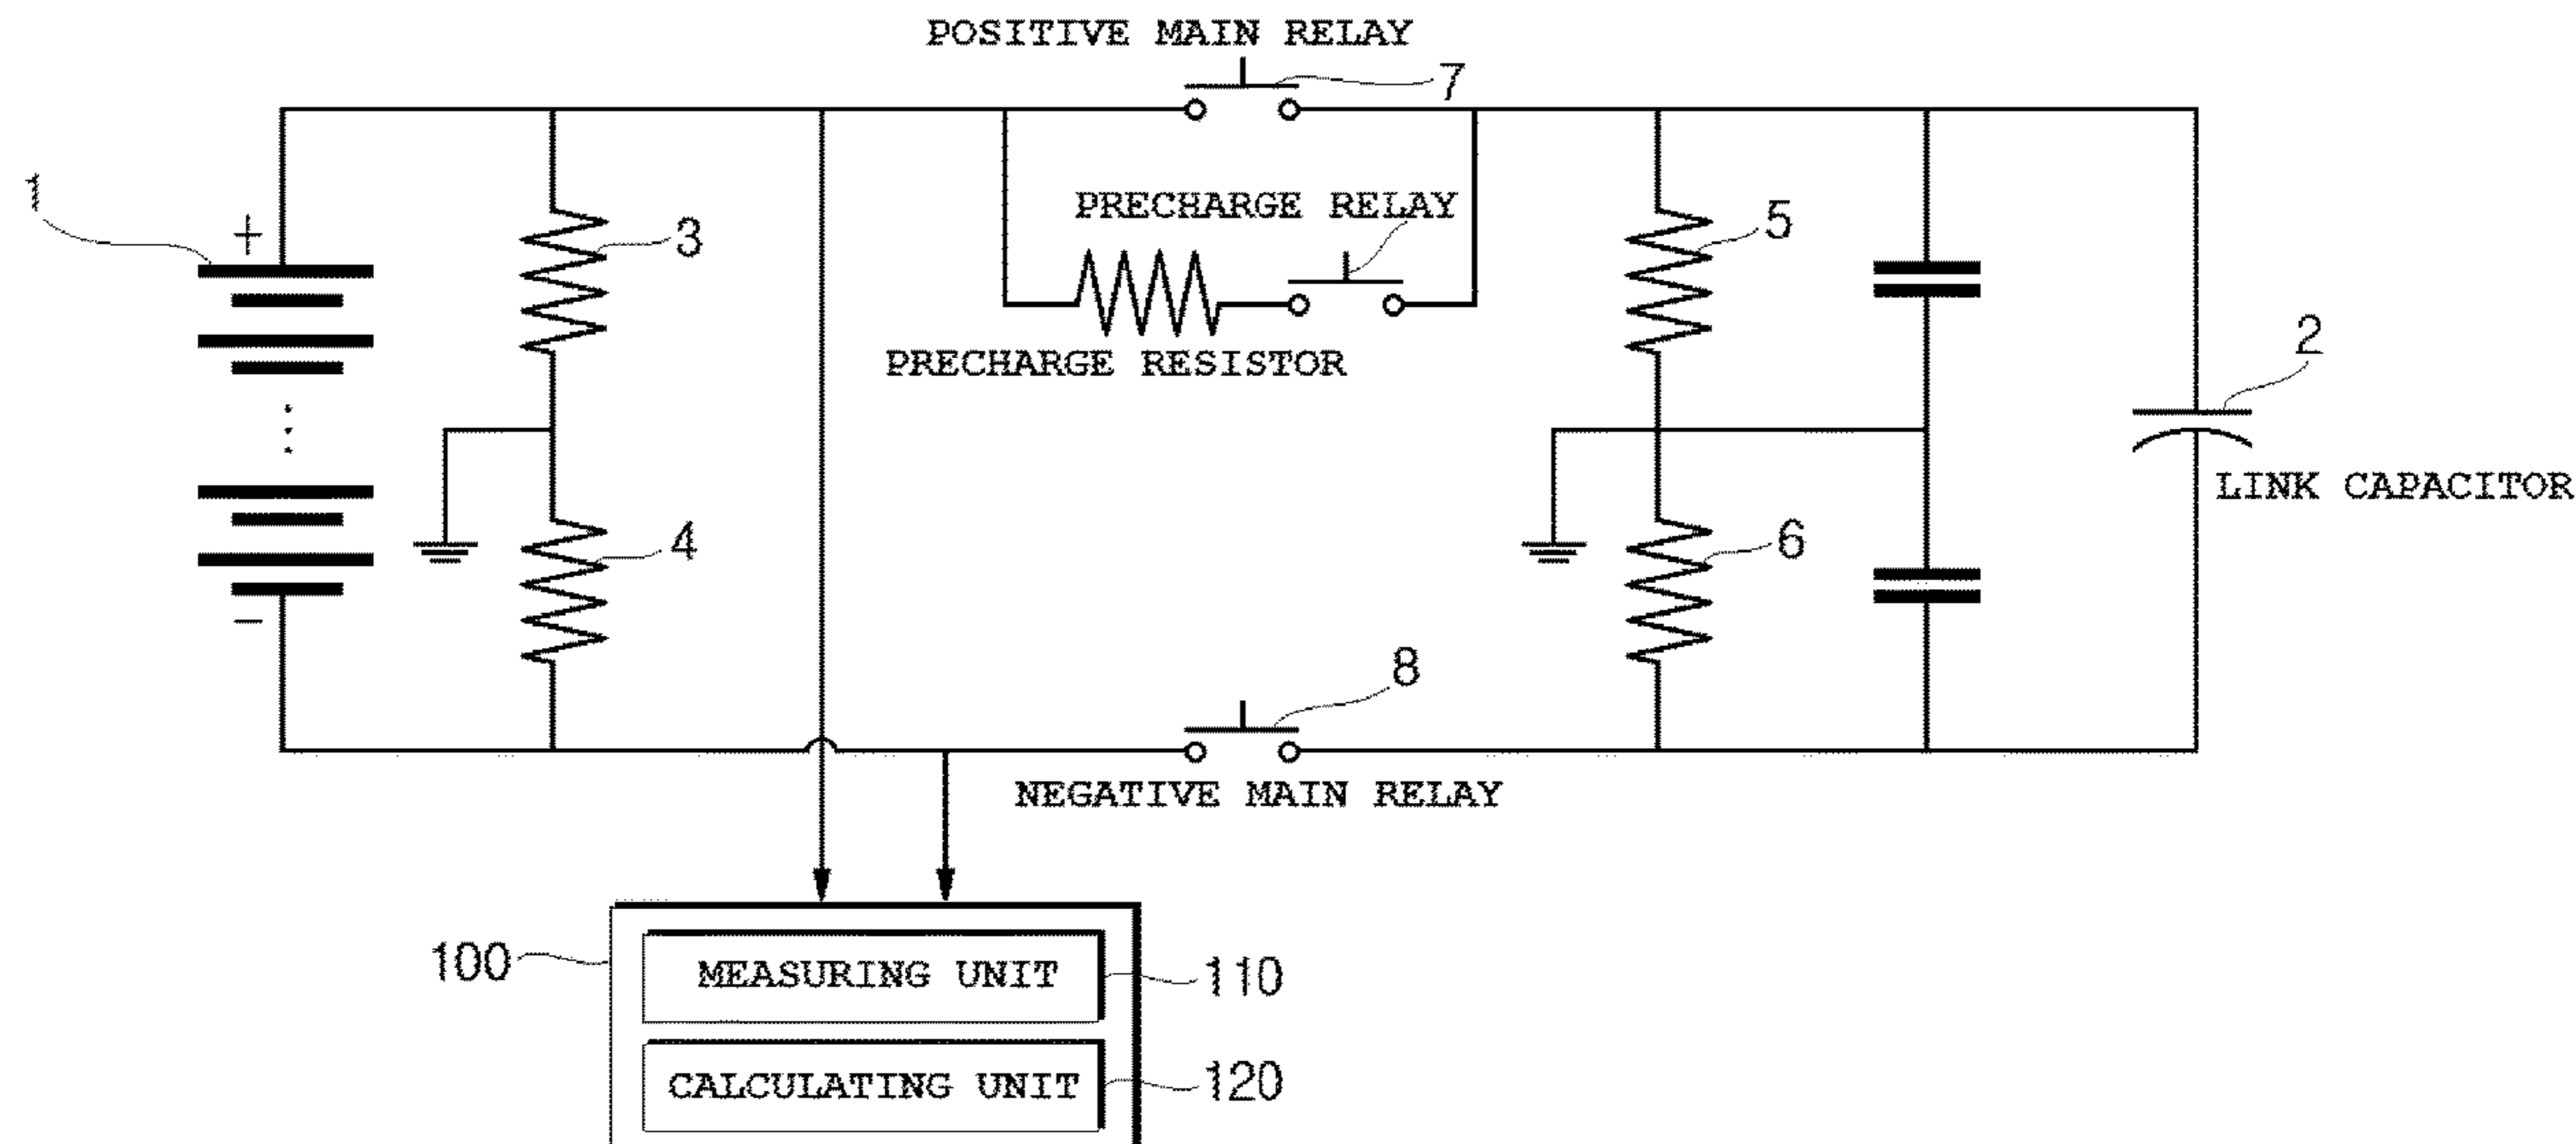 POSITIVE MAIN RELAY
7
1
+
PRECHARGE RELAY
3
5
PRECHARGE RESISTOR
2
LINK CAPACITOR
4
6
−
8
NEGATIVE MAIN RELAY
100
MEASURING UNIT
110
CALCULATING UNIT
120